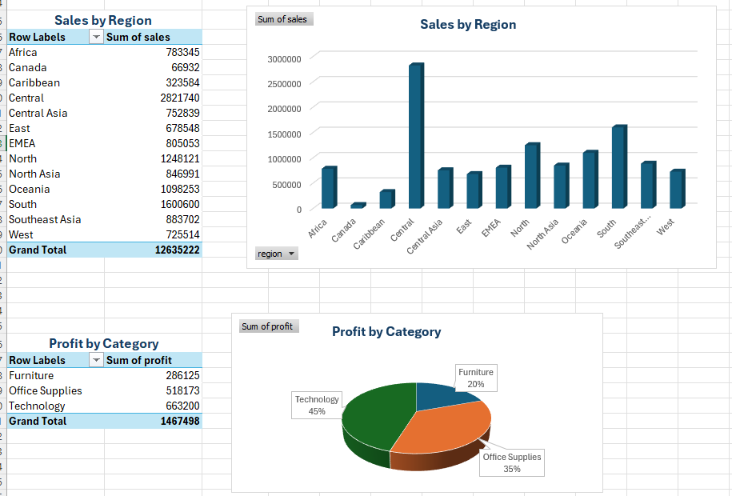 Sales by Region
Row Labels Sum of sales
Africa 783345
Canada 66932
Caribbean 323584
Central 2821740
Central Asia 752839
East 678548
EMEA 805053
North 1248121
North Asia 846991
Oceania 1098253
South 1600600
Southeast Asia 883702
West 725514
Grand Total 12635222
Sum of sales
Sales by Region
3000000
2500000
2000000
1500000
1000000
500000
0
Africa
Canada
Caribbean
Central
Central Asia
East
EMEA
North
North Asia
Oceania
South
Southeast...
West
region
Profit by Category
Row Labels Sum of profit
Furniture 286125
Office Supplies 518173
Technology 663200
Grand Total 1467498
Sum of profit
Profit by Category
Furniture
20%
Technology
45%
Office Supplies
35%